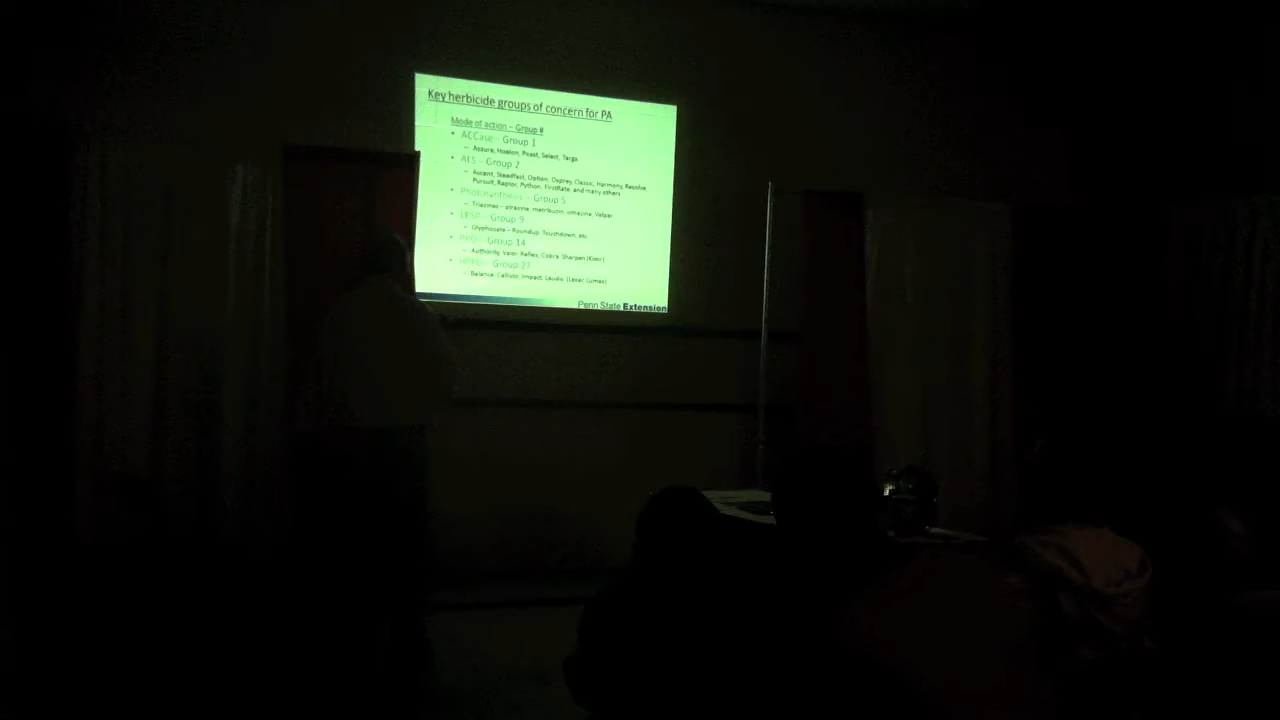 Key herbicide groups of concern for PA
Mode of action – Group #
• ACCase – Group 1
– Assure, Hoelon, Poast, Select, Targa
• ALS – Group 2
– Accent, Steadfast, Option, Osprey, Classic, Harmony, Resolve,
Pursuit, Raptor, Python, FirstRate, and many others
• Photosynthesis – Group 5
– Triazines – atrazine, metribuzin, simazine, Velpar
• – Group 9
– Glyphosate – Roundup, Touchdown, etc
• PPO – Group 14
– Authority, Valor, Reflex, Cobra, Sharpen (Kixor)
• HPPD – Group 27
– Balance, Callisto, Impact, Laudis, (Lexar, Lumax)
Penn State Extension